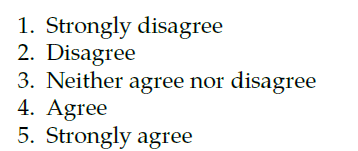 1. Strongly disagree
2. Disagree
3. Neither agree nor disagree
4. Agree
5. Strongly agree